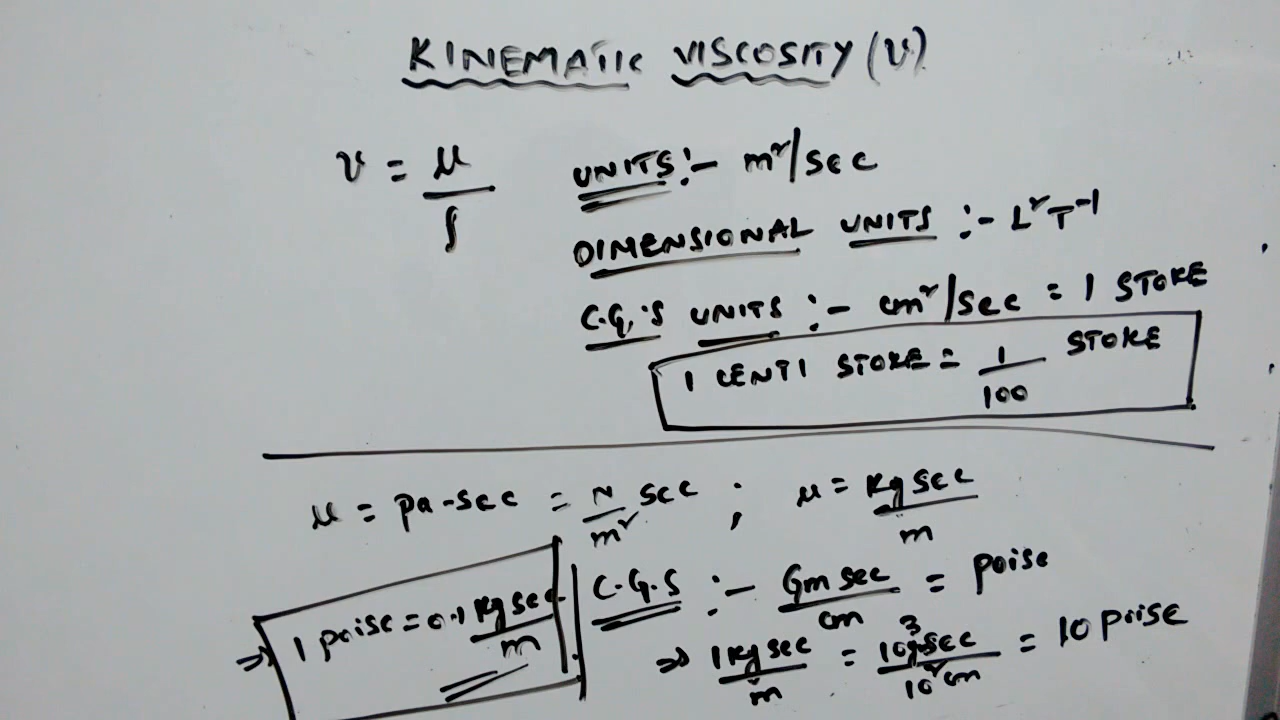 KINEMATIC VISCOSITY (ν)
ν = μ/ρ
UNITS:- m²/sec
DIMENSIONAL UNITS :- L²T⁻¹
C.G.S UNITS :- cm²/sec = 1 STOKE
1 CENTI STOKE = 1/100 STOKE
μ = pa-sec = N/m² sec ; μ = kg sec/m
C.G.S :- Gm sec/cm = poise
⇒ 1 poise = 0.1 kg sec/m
⇒ 1 kg sec/m = 10³g sec/10² cm = 10 poise